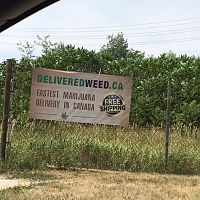 DELIVEREDWEED.CA
FASTEST MARIJUANA
DELIVERY IN CANADA
FREE
SHIPPING